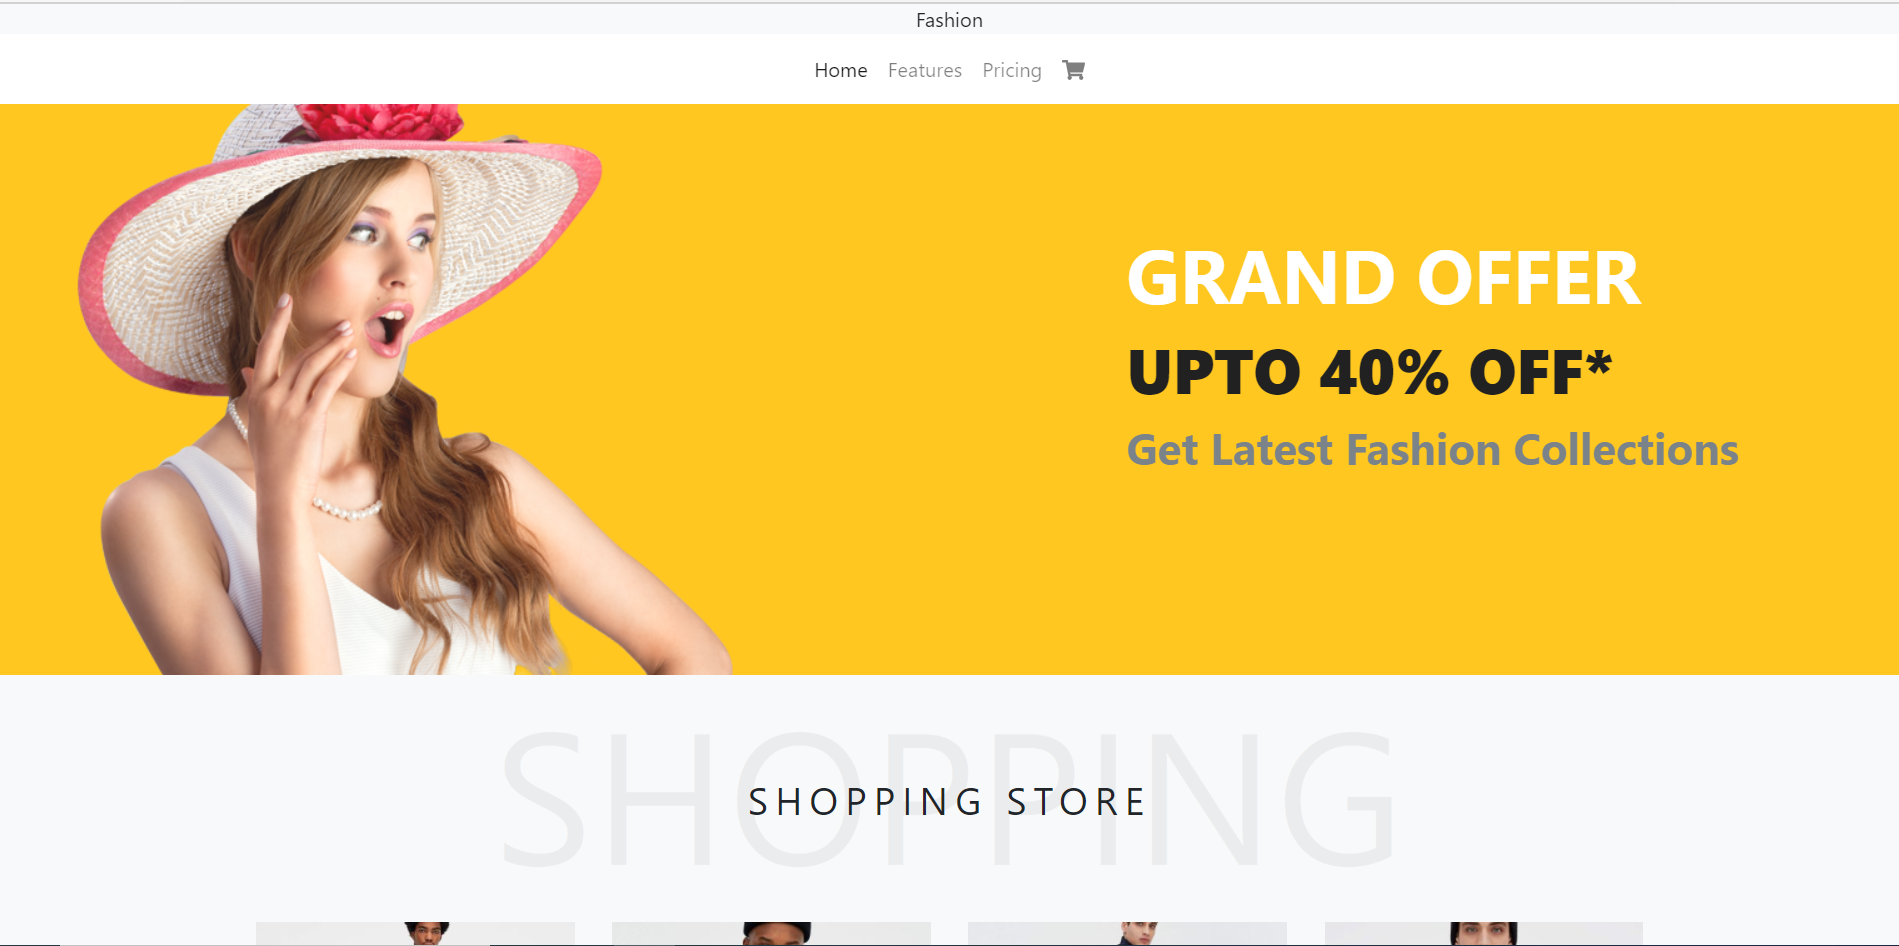 Fashion
Home Features Pricing
GRAND OFFER
UPTO 40% OFF*
Get Latest Fashion Collections
SHOPPING
SHOPPING STORE